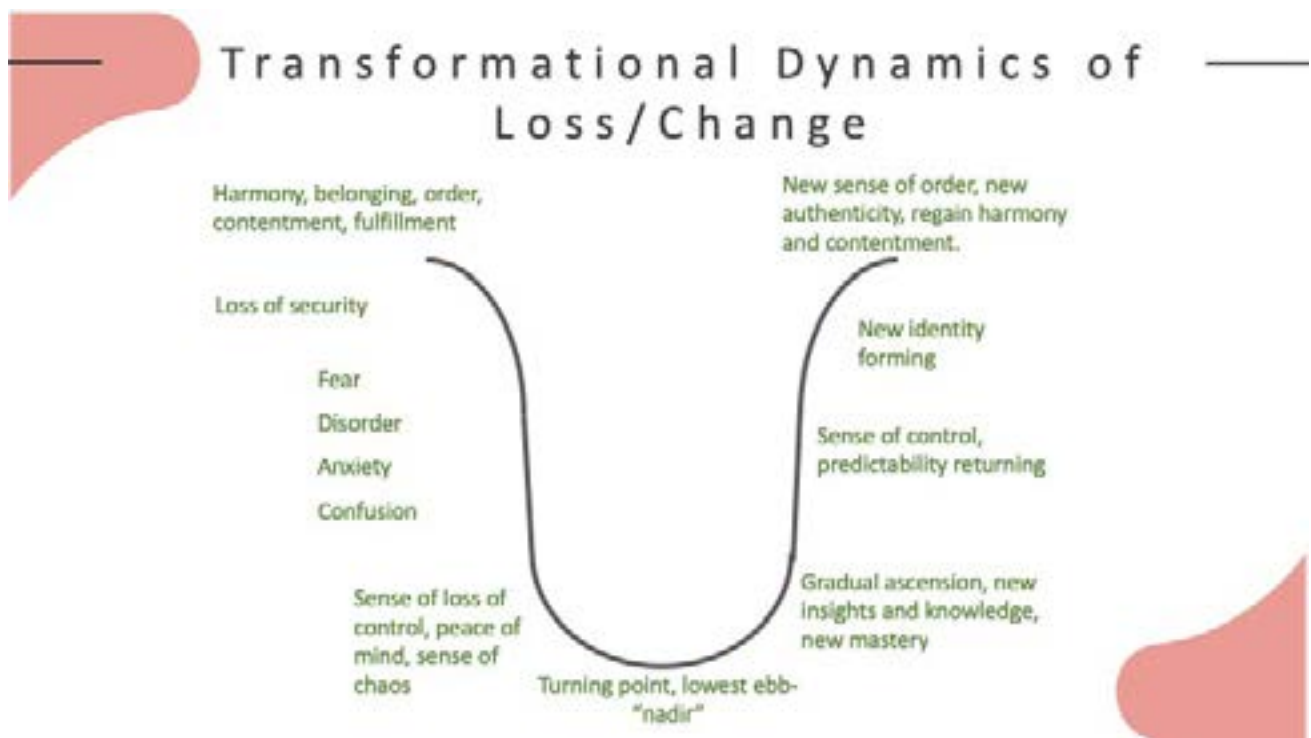 Transformational Dynamics of
Loss/Change
Harmony, belonging, order,
contentment, fulfillment
Loss of security
Fear
Disorder
Anxiety
Confusion
Sense of loss of
control, peace of
mind, sense of
chaos
Turning point, lowest ebb-
“nadir”
Gradual ascension, new
insights and knowledge,
new mastery
Sense of control,
predictability returning
New identity
forming
New sense of order, new
authenticity, regain harmony
and contentment.